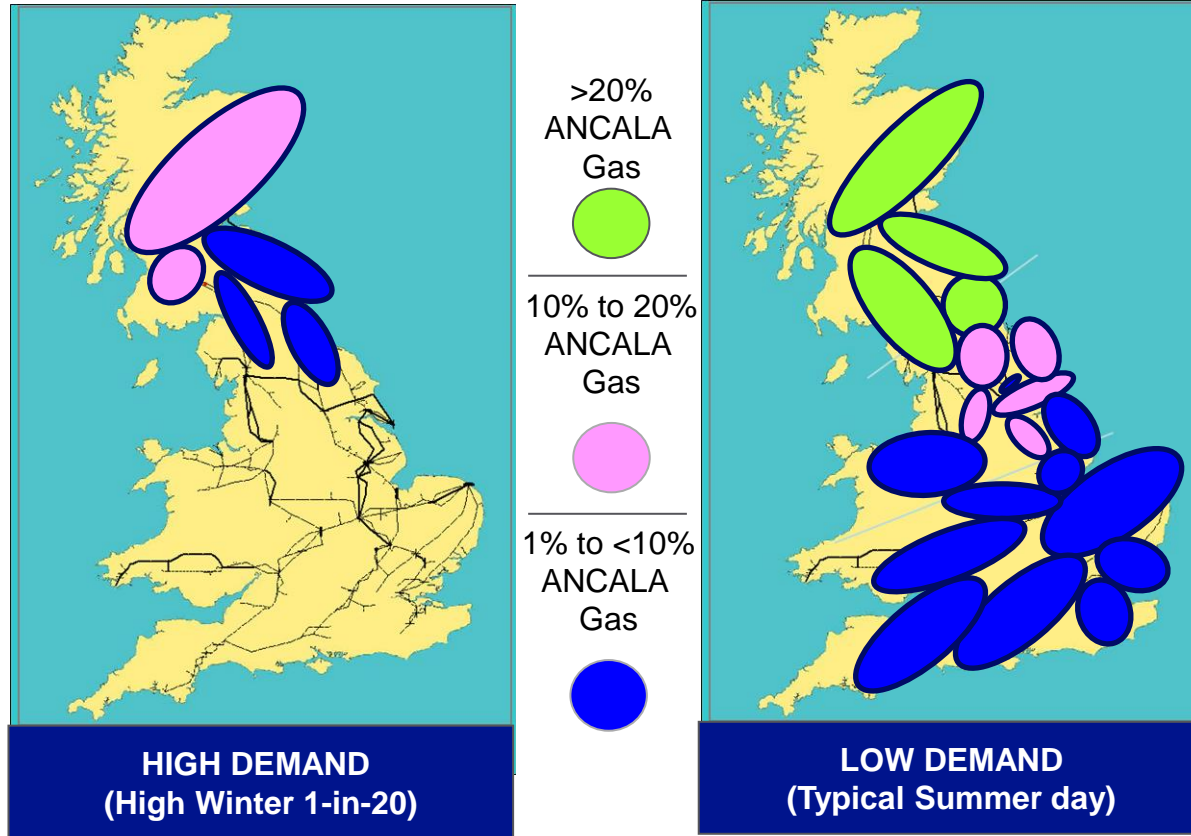 >20%
ANCALA
Gas
10% to 20%
ANCALA
Gas
1% to <10%
ANCALA
Gas
HIGH DEMAND
(High Winter 1-in-20)
LOW DEMAND
(Typical Summer day)